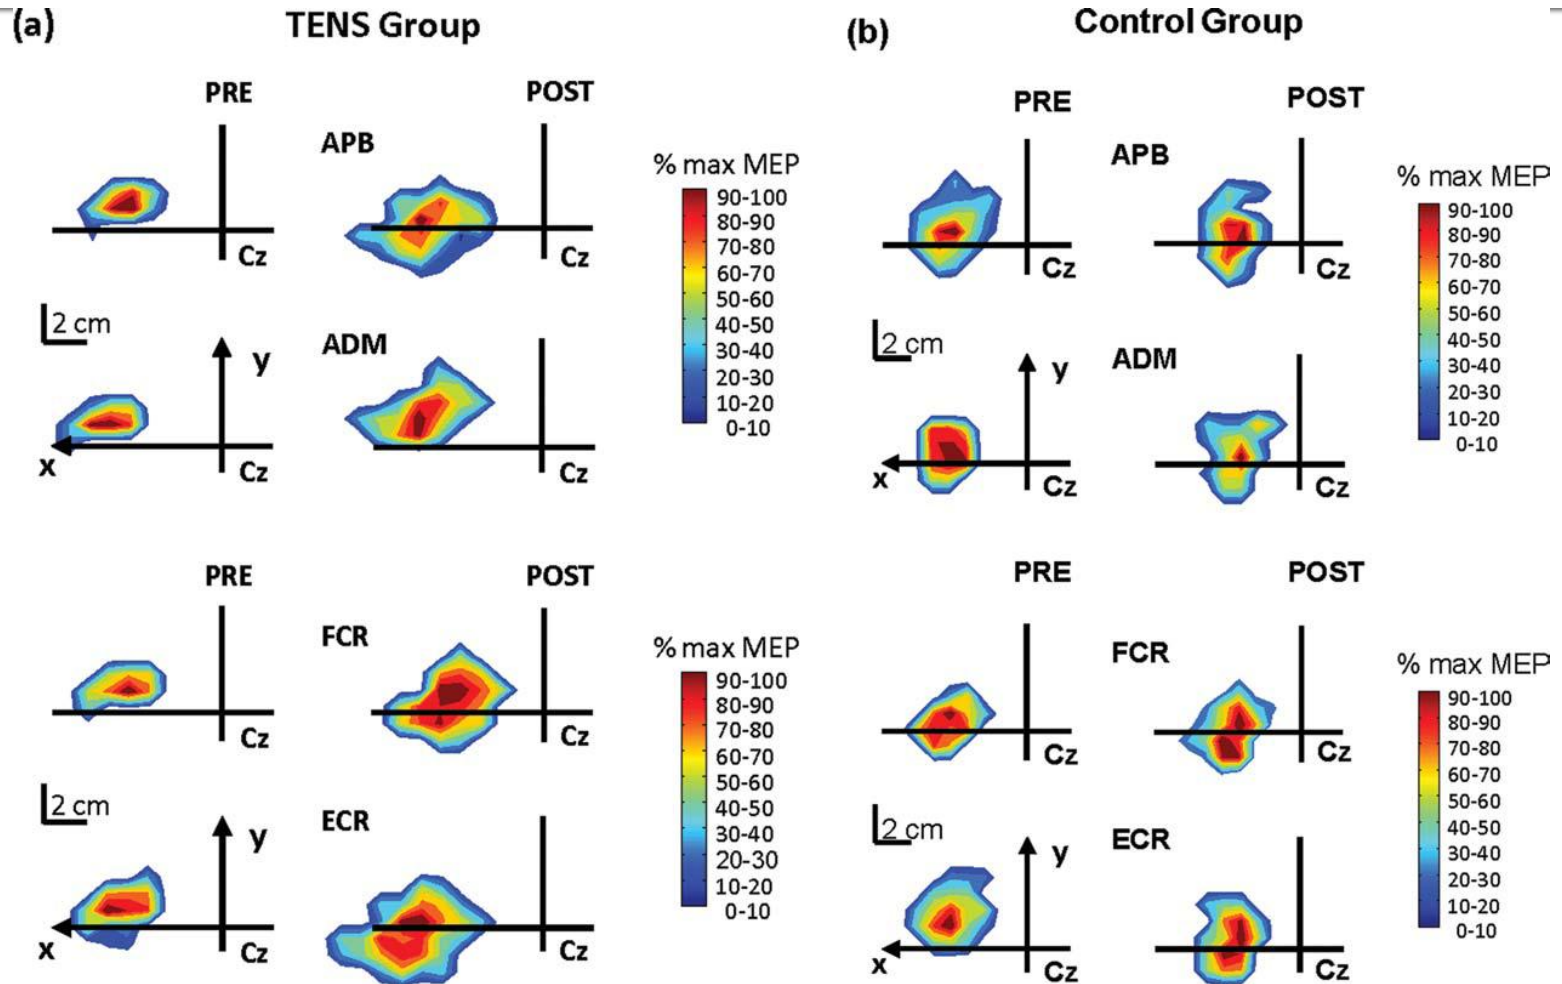 (a)
TENS Group
PRE
POST
APB
Cz
Cz
% max MEP
90-100
80-90
70-80
60-70
50-60
40-50
30-40
20-30
10-20
0-10
2 cm
ADM
y
x
Cz
Cz
PRE
POST
FCR
Cz
Cz
% max MEP
90-100
80-90
70-80
60-70
50-60
40-50
30-40
20-30
10-20
0-10
2 cm
ECR
y
x
Cz
Cz
(b)
Control Group
PRE
POST
APB
Cz
Cz
% max MEP
90-100
80-90
70-80
60-70
50-60
40-50
30-40
20-30
10-20
0-10
2 cm
ADM
y
x
Cz
Cz
PRE
POST
FCR
Cz
Cz
% max MEP
90-100
80-90
70-80
60-70
50-60
40-50
30-40
20-30
10-20
0-10
2 cm
ECR
y
x
Cz
Cz